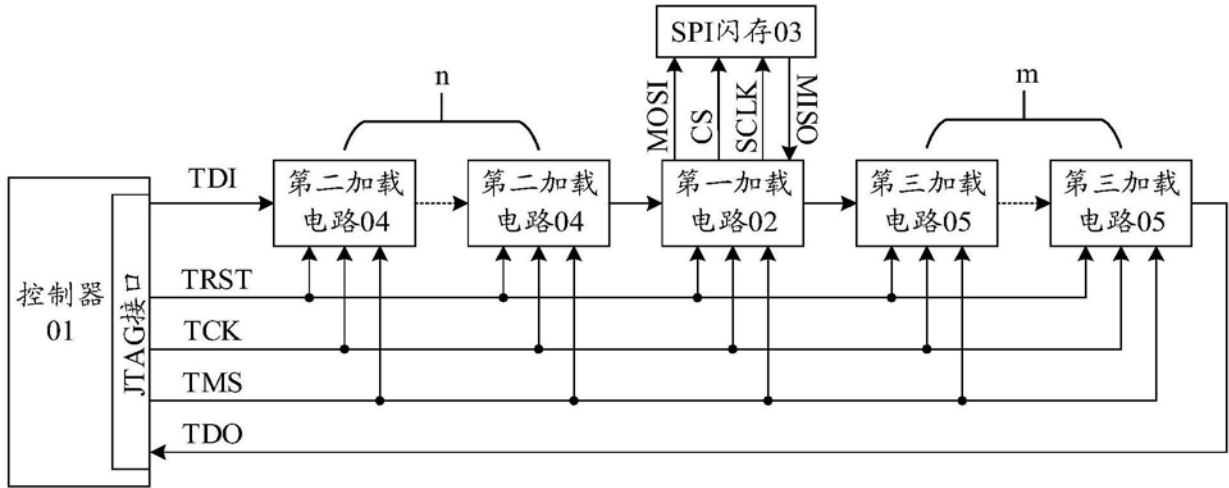 SPI闪存03
n
m
MOSI
CS
SCLK
MISO
TDI
第二加载
电路04
第二加载
电路04
第一加载
电路02
第三加载
电路05
第三加载
电路05
控制器
01
JTAG接口
TRST
TCK
TMS
TDO